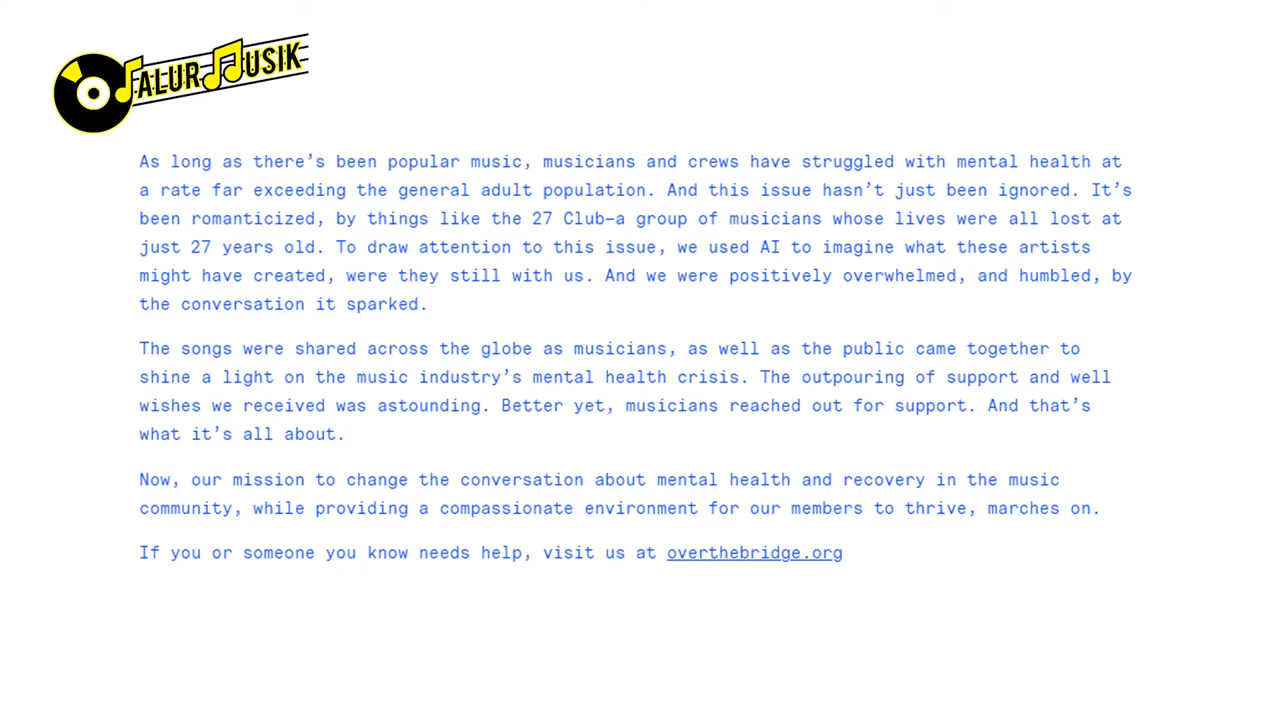 JALUR MUSIK
As long as there’s been popular music, musicians and crews have struggled with mental health at
a rate far exceeding the general adult population. And this issue hasn’t just been ignored. It’s
been romanticized, by things like the 27 Club—a group of musicians whose lives were all lost at
just 27 years old. To draw attention to this issue, we used AI to imagine what these artists
might have created, were they still with us. And we were positively overwhelmed, and humbled, by
the conversation it sparked.
The songs were shared across the globe as musicians, as well as the public came together to
shine a light on the music industry’s mental health crisis. The outpouring of support and well
wishes we received was astounding. Better yet, musicians reached out for support. And that’s
what it’s all about.
Now, our mission to change the conversation about mental health and recovery in the music
community, while providing a compassionate environment for our members to thrive, marches on.
If you or someone you know needs help, visit us at overthebridge.org